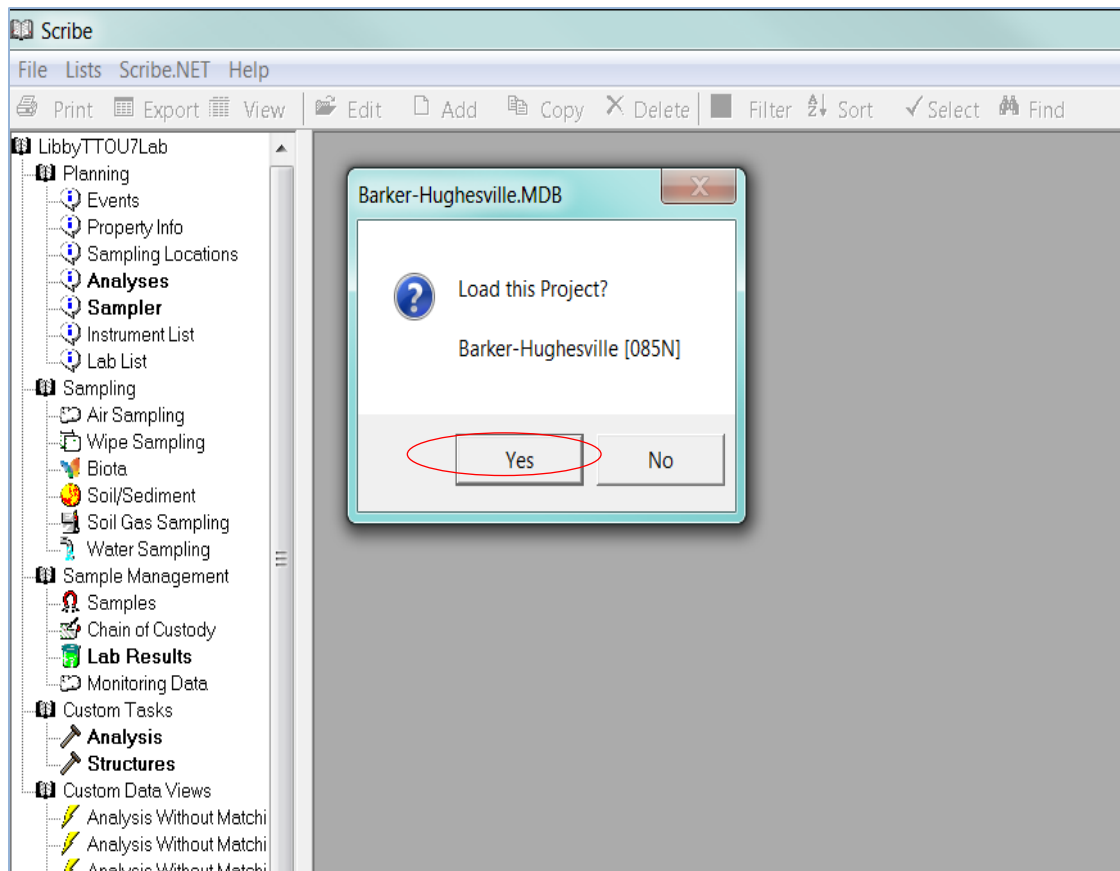 Scribe
File Lists Scribe.NET Help
Print Export View Edit Add Copy Delete Filter Sort Select Find
LibbyTTOU7Lab
Planning
Events
Property Info
Sampling Locations
Analyses
Sampler
Instrument List
Lab List
Sampling
Air Sampling
Wipe Sampling
Biota
Soil/Sediment
Soil Gas Sampling
Water Sampling
Sample Management
Samples
Chain of Custody
Lab Results
Monitoring Data
Custom Tasks
Analysis
Structures
Custom Data Views
Analysis Without Matchi
Analysis Without Matchi
Analysis Without Matchi
Barker-Hughesville.MDB
X
Load this Project?
Barker-Hughesville [085N]
Yes No